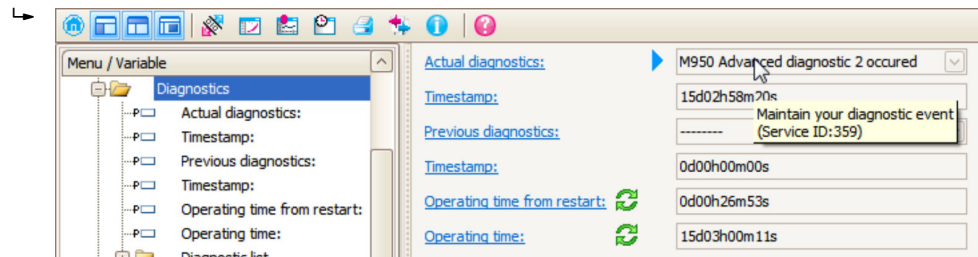 Menu / Variable
Diagnostics
Actual diagnostics:
Timestamp:
Previous diagnostics:
Timestamp:
Operating time from restart:
Operating time:
Diagnostic list
Actual diagnostics:
M950 Advanced diagnostic 2 occured
Timestamp:
15d02h58m20s
Maintain your diagnostic event
(Service ID:359)
Previous diagnostics:
--------
Timestamp:
0d00h00m00s
Operating time from restart:
0d00h26m53s
Operating time:
15d03h00m11s